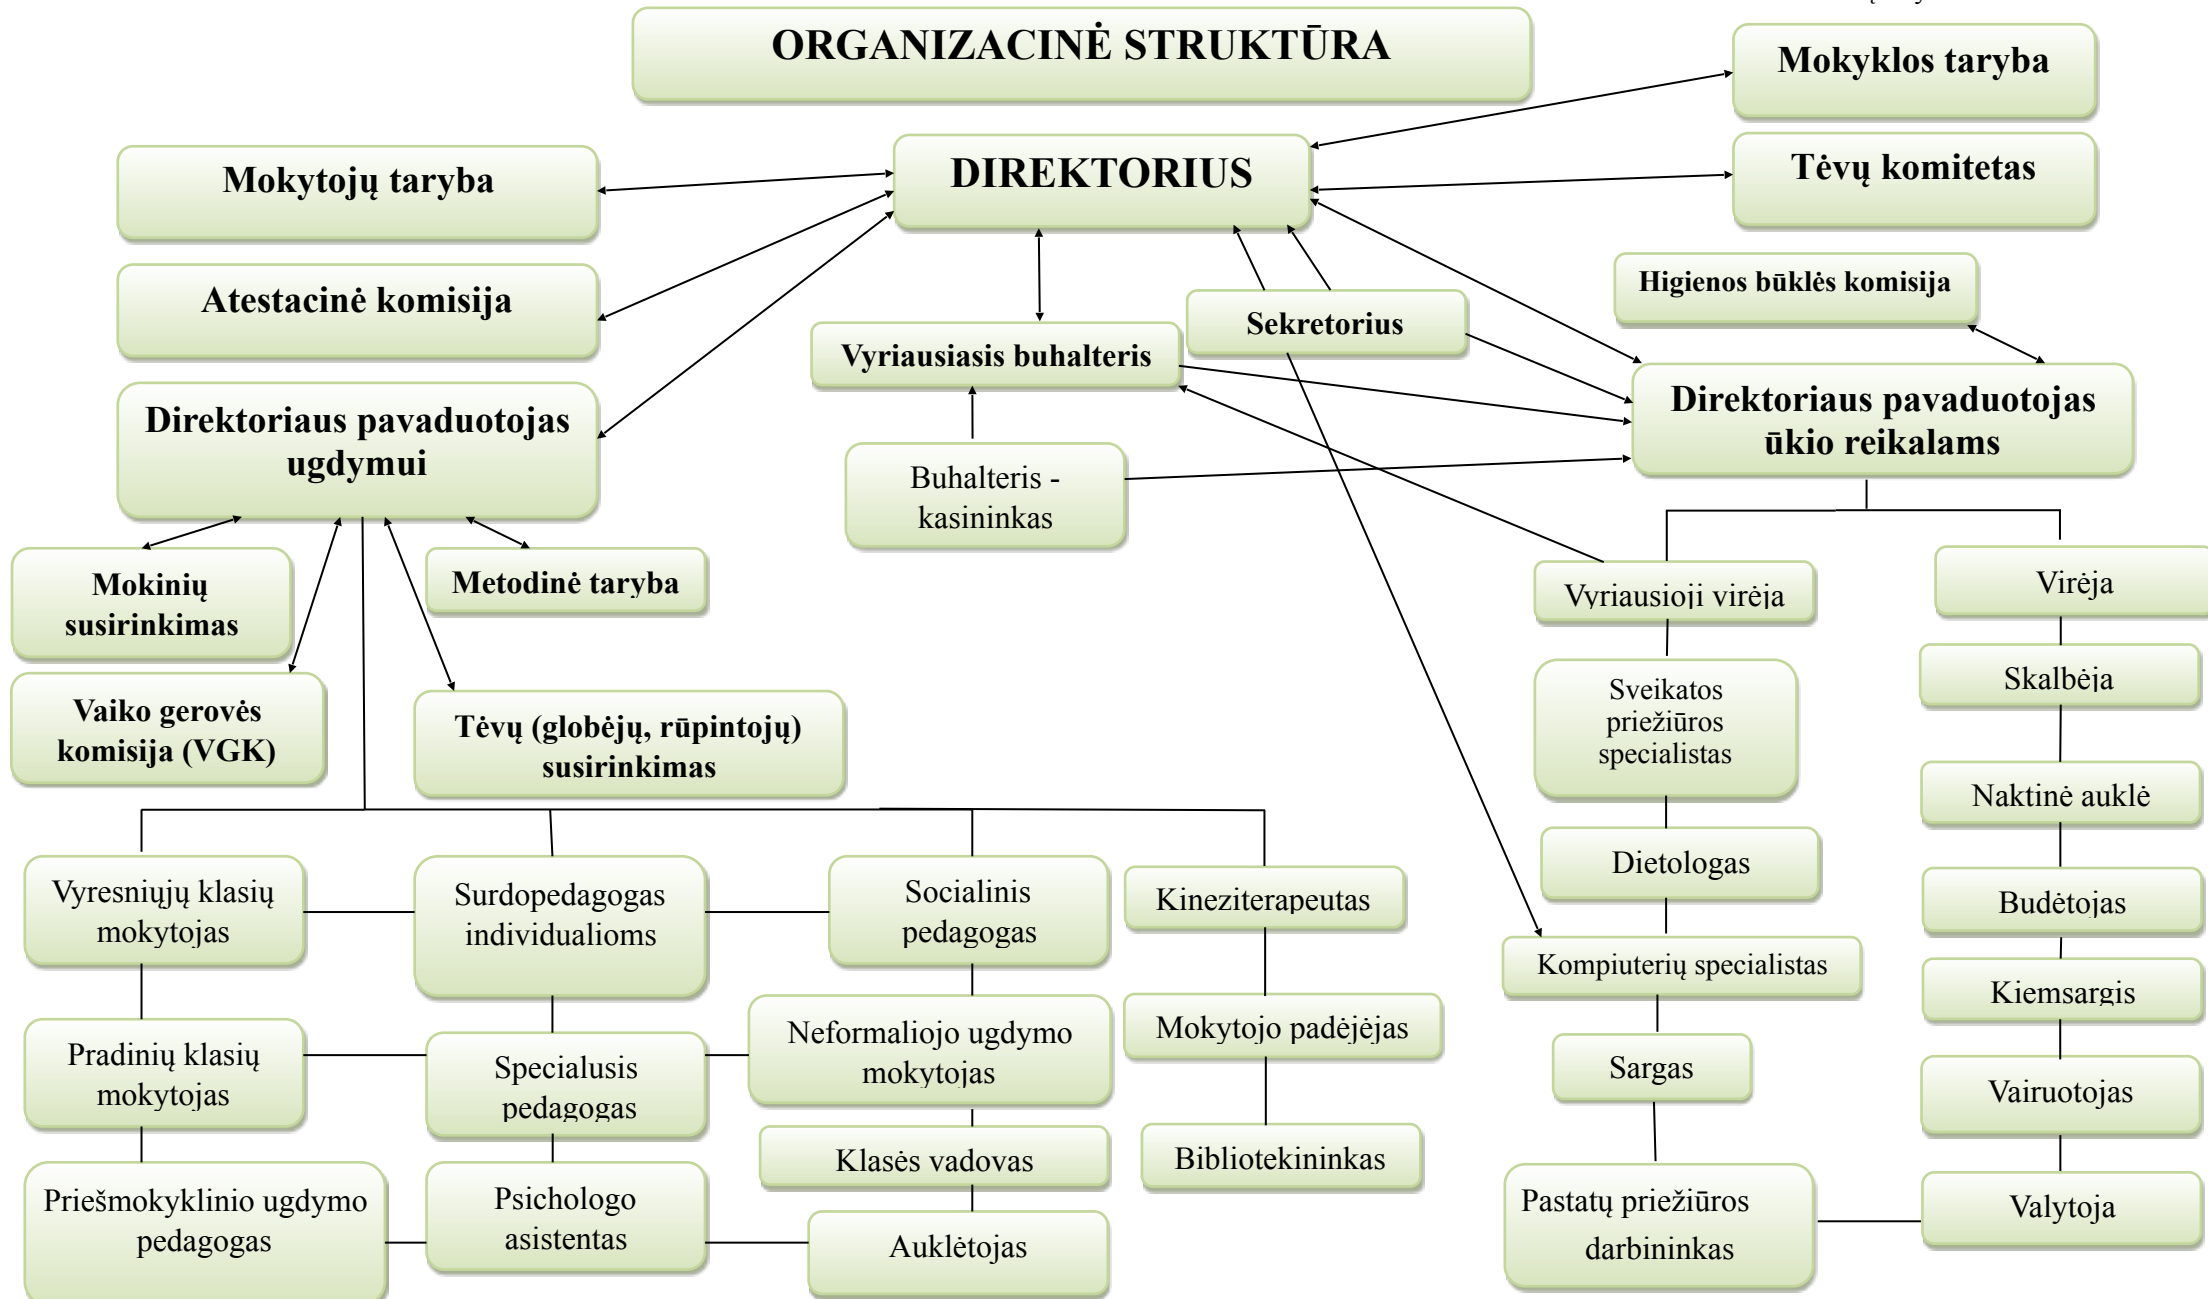 ORGANIZACINĖ STRUKTŪRA
Mokyklos taryba
DIREKTORIUS
Mokytojų taryba
Tėvų komitetas
Atestacinė komisija
Higienos būklės komisija
Sekretorius
Vyriausiasis buhalteris
Direktoriaus pavaduotojas
ugdymui
Direktoriaus pavaduotojas
ūkio reikalams
Buhalteris -
kasininkas
Mokinių
susirinkimas
Metodinė taryba
Vyriausioji virėja
Virėja
Vaiko gerovės
komisija (VGK)
Tėvų (globėjų, rūpintojų)
susirinkimas
Sveikatos
priežiūros
specialistas
Skalbėja
Naktinė auklė
Vyresniųjų klasių
mokytojas
Surdopedagogas
individualioms
Socialinis
pedagogas
Kineziterapeutas
Dietologas
Budėtojas
Kompiuterių specialistas
Kiemsargis
Pradinių klasių
mokytojas
Specialusis
pedagogas
Neformaliojo ugdymo
mokytojas
Mokytojo padėjėjas
Sargas
Vairuotojas
Klasės vadovas
Bibliotekininkas
Priešmokyklinio ugdymo
pedagogas
Psichologo
asistentas
Auklėtojas
Pastatų priežiūros
darbininkas
Valytoja